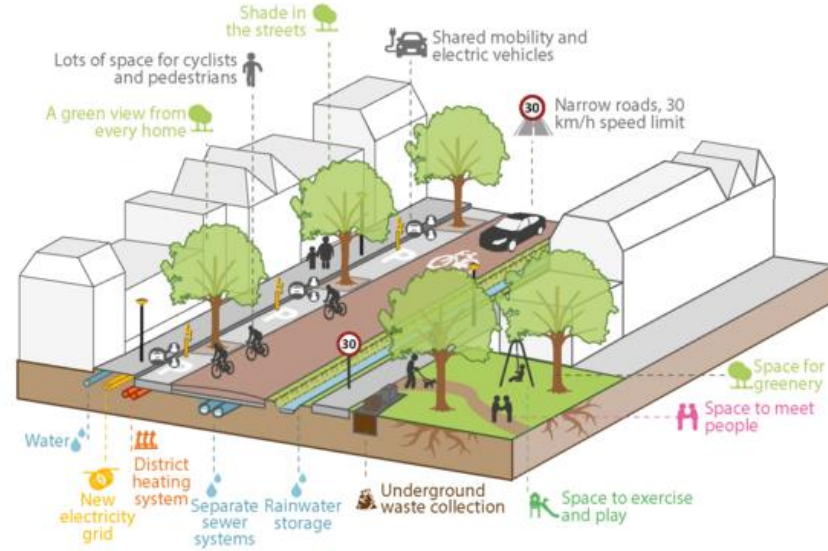 Shade in
the streets
Shared mobility and
electric vehicles
Lots of space for cyclists
and pedestrians
A green view from
every home
30
Narrow roads, 30
km/h speed limit
P
P
P
P
30
Space for
greenery
Space to meet
people
Water
District
heating
system
New
electricity
grid
Separate
sewer
systems
Rainwater
storage
Underground
waste collection
Space to exercise
and play